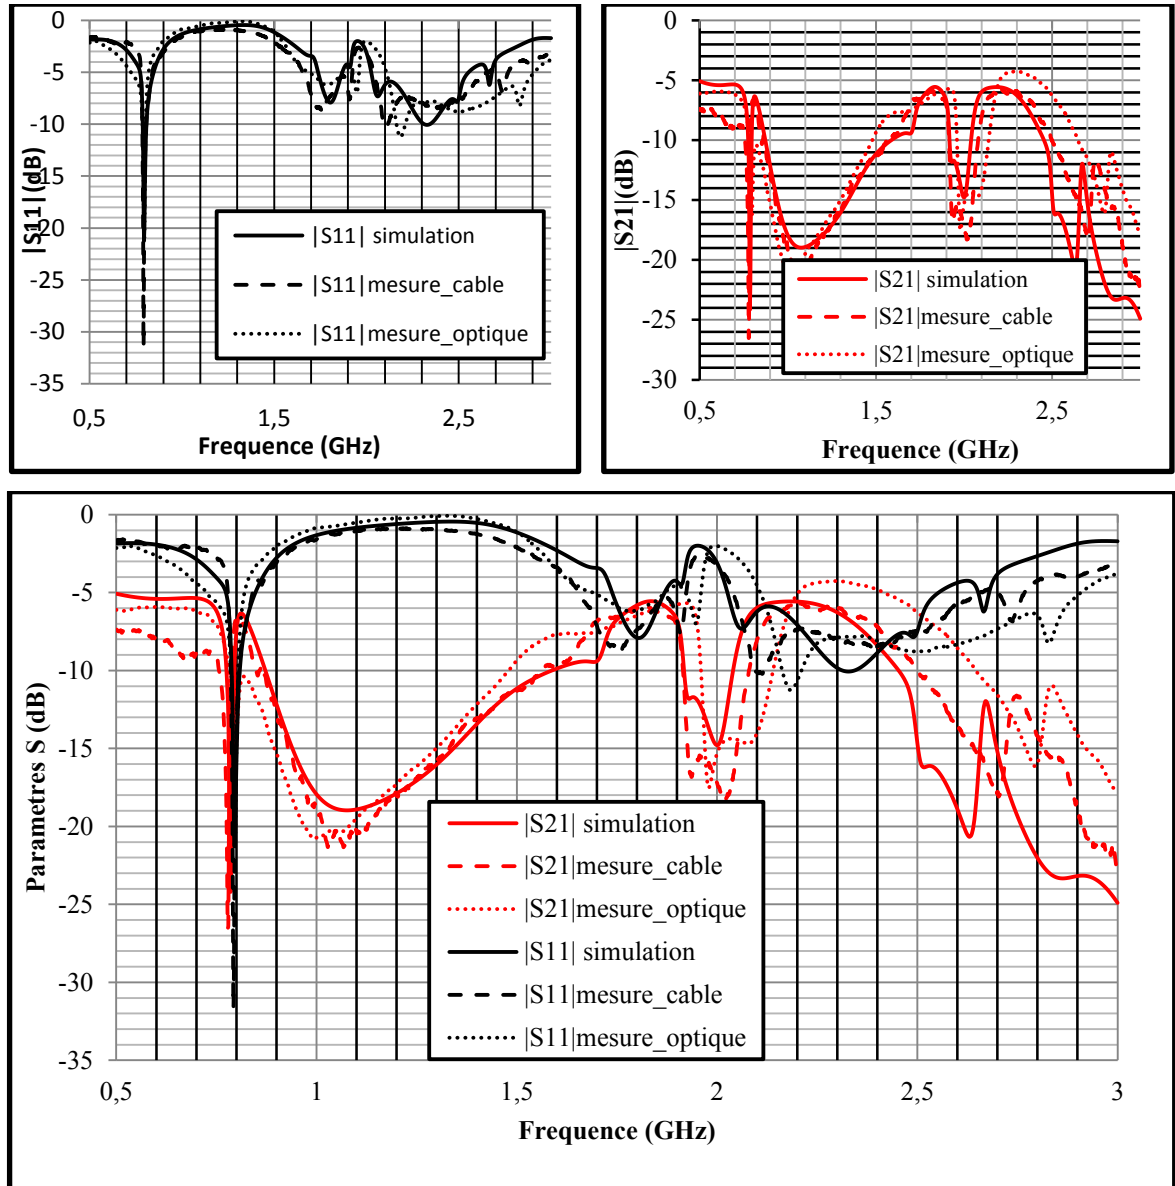 0
-5
-10
-15
-20
-25
-30
-35
|S11|(dB)
|S11| simulation
|S11|mesure_cable
|S11|mesure_optique
0,5
1,5
2,5
Frequence (GHz)
0
-5
-10
-15
-20
-25
-30
|S21|(dB)
|S21| simulation
|S21|mesure_cable
|S21|mesure_optique
0,5
1,5
2,5
Frequence (GHz)
0
-5
-10
-15
-20
-25
-30
-35
Parametres S (dB)
|S21| simulation
|S21|mesure_cable
|S21|mesure_optique
|S11| simulation
|S11|mesure_cable
|S11|mesure_optique
0,5
1
1,5
2
2,5
3
Frequence (GHz)